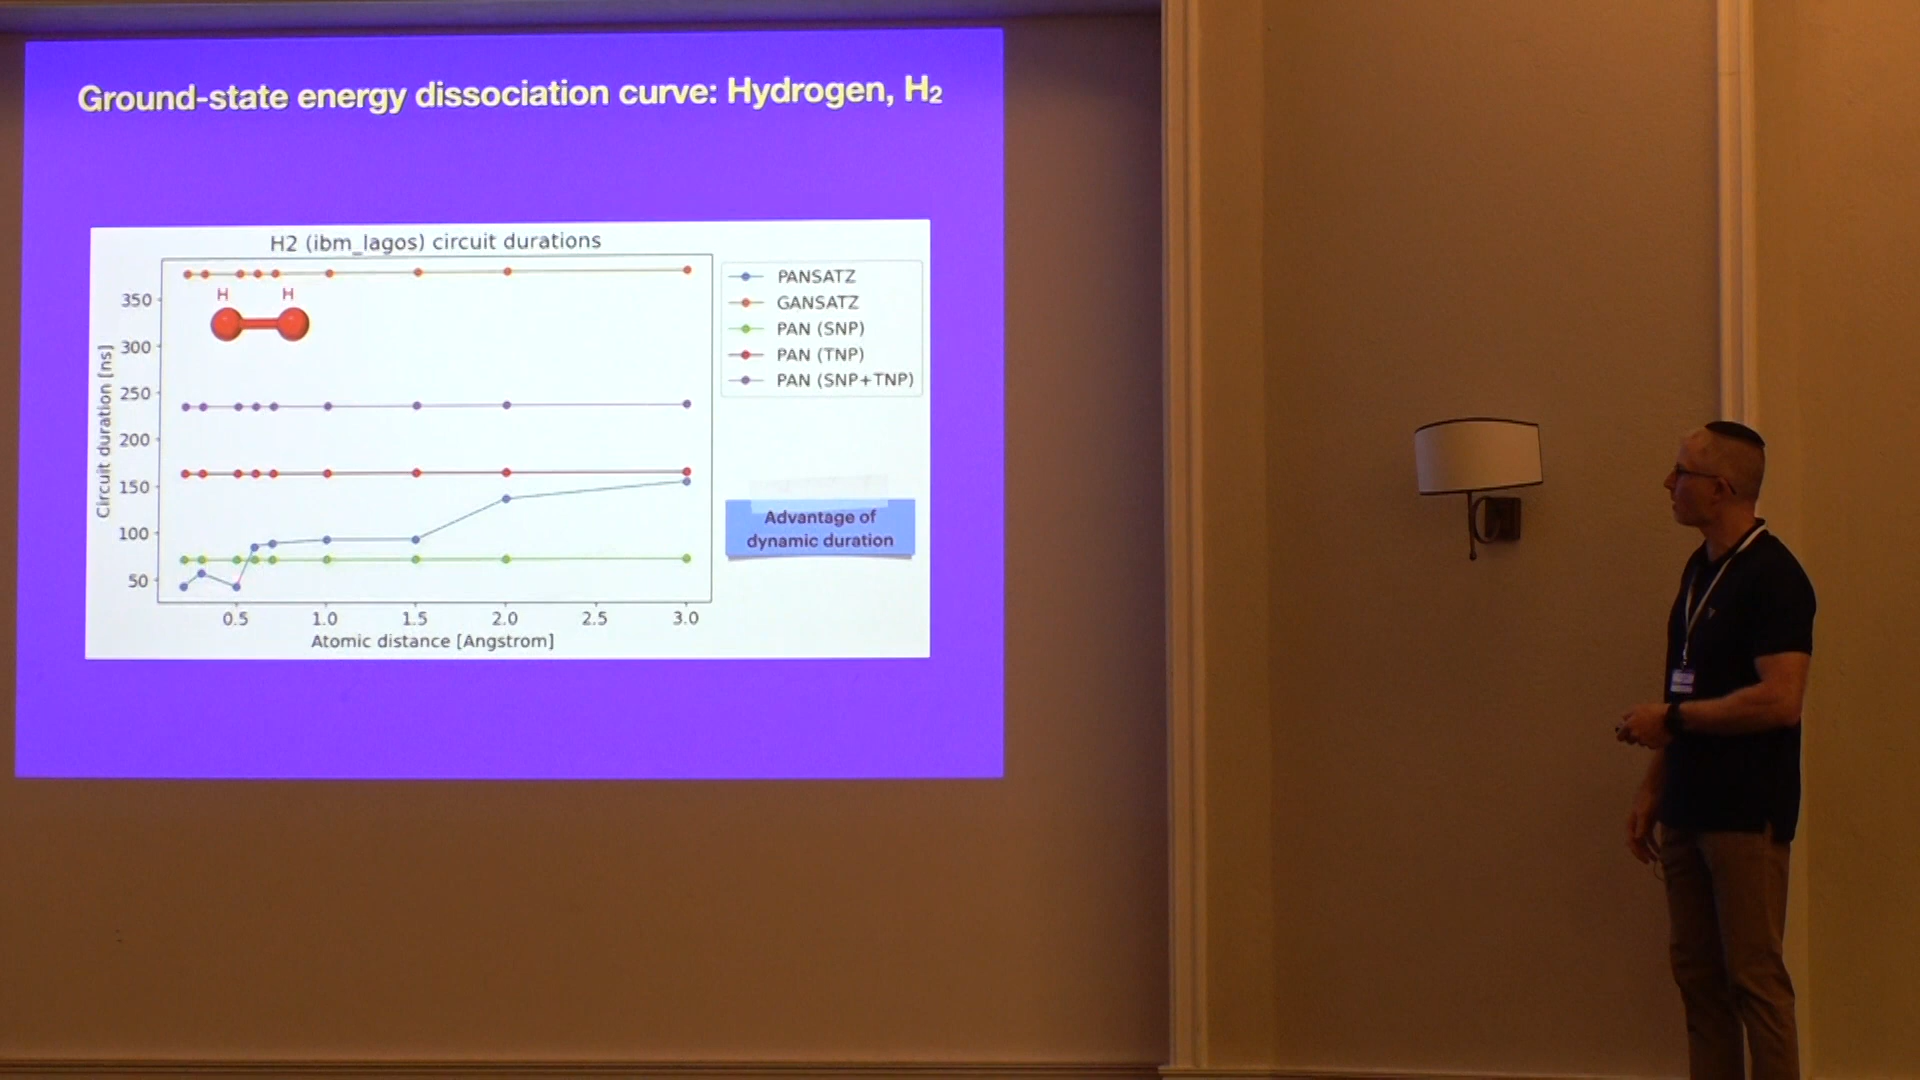 Ground-state energy dissociation curve: Hydrogen, H₂
H2 (ibm_lagos) circuit durations
H H
Circuit duration [ns]
350
300
250
200
150
100
50
0.5 1.0 1.5 2.0 2.5 3.0
Atomic distance [Angstrom]
PANSATZ
GANSATZ
PAN (SNP)
PAN (TNP)
PAN (SNP+TNP)
Advantage of
dynamic duration